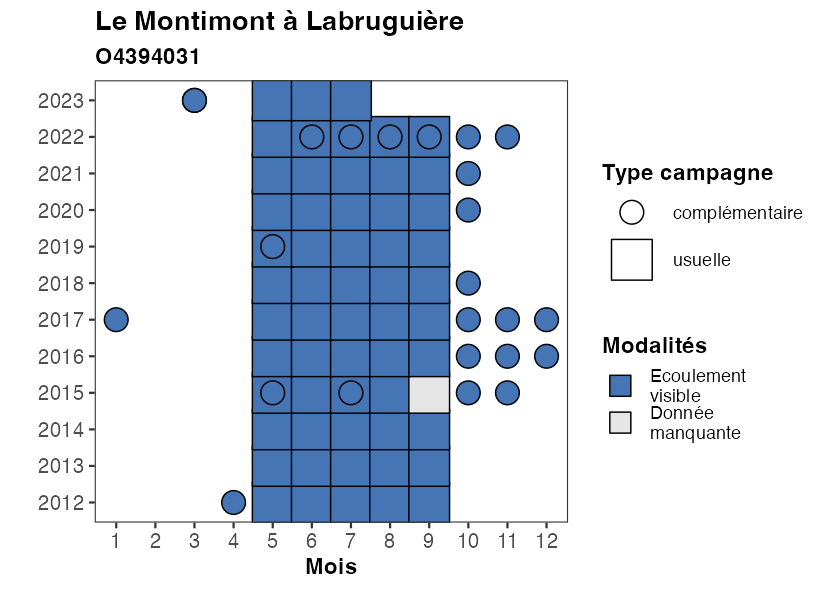 Le Montimont à Labruguière
O4394031
2023
2022
2021
2020
2019
2018
2017
2016
2015
2014
2013
2012
1 2 3 4 5 6 7 8 9 10 11 12
Mois
Type campagne
complémentaire
usuelle
Modalités
Ecoulement
visible
Donnée
manquante